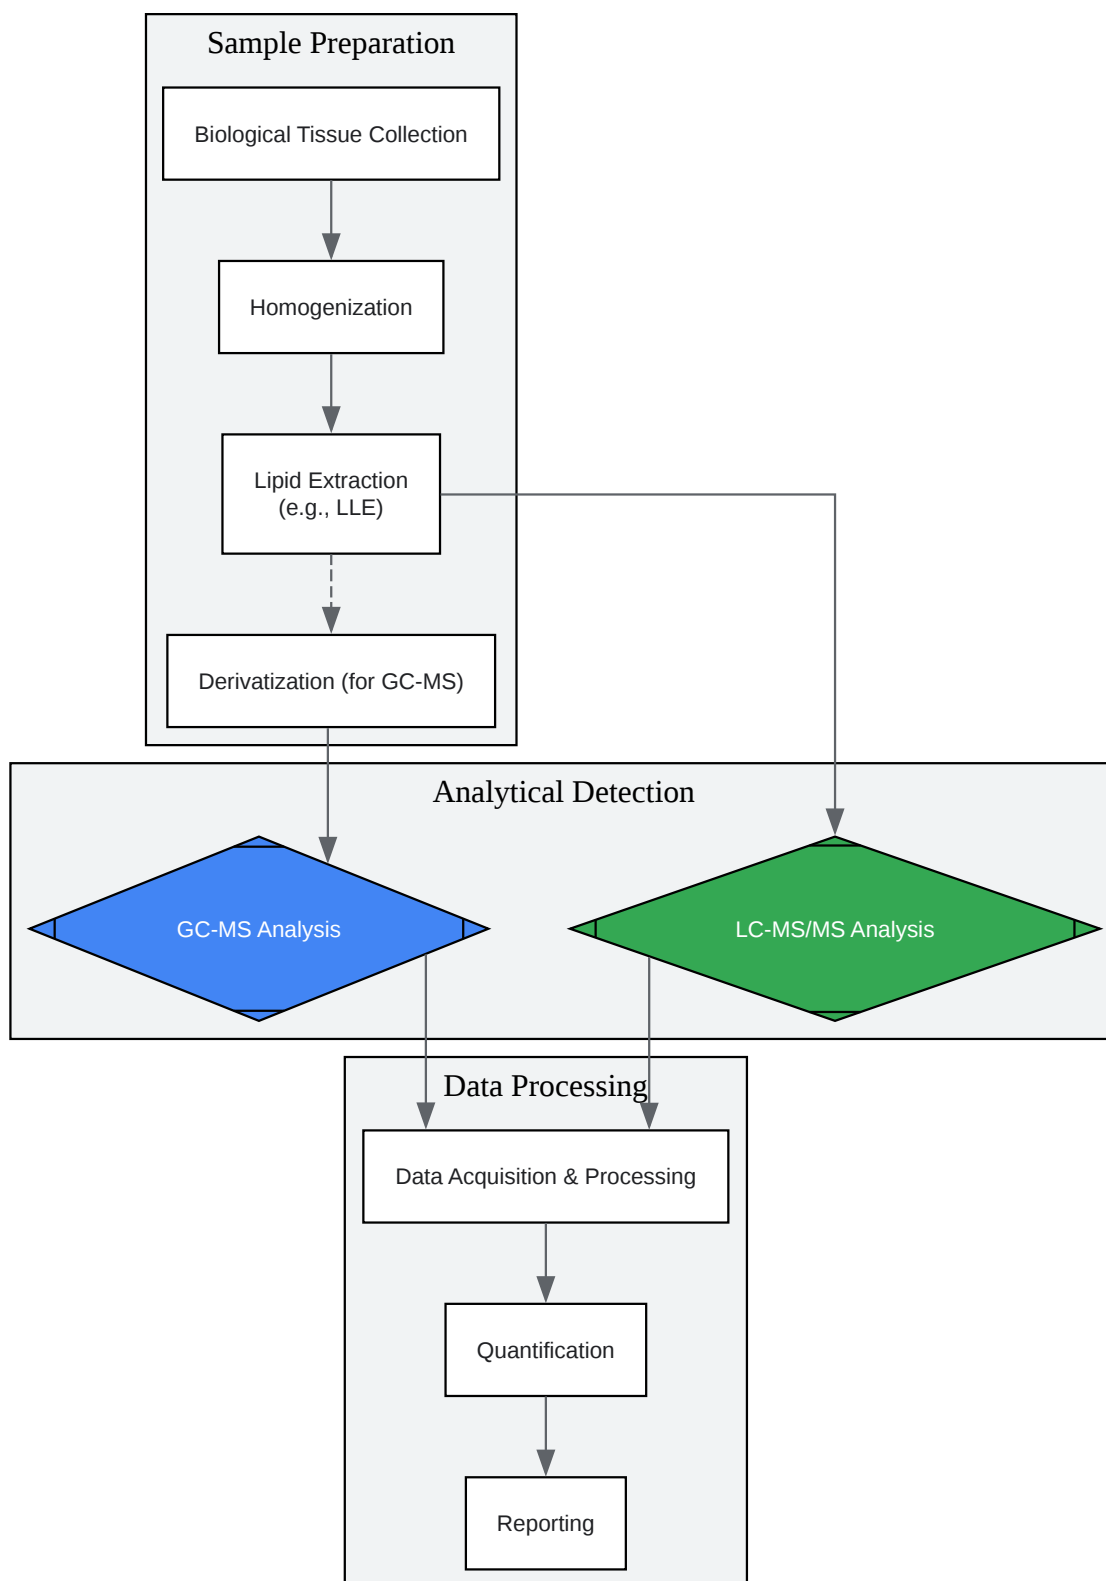 Sample Preparation
Biological Tissue Collection
Homogenization
Lipid Extraction
(e.g., LLE)
Derivatization (for GC-MS)
Analytical Detection
GC-MS Analysis
LC-MS/MS Analysis
Data Processing
Data Acquisition & Processing
Quantification
Reporting